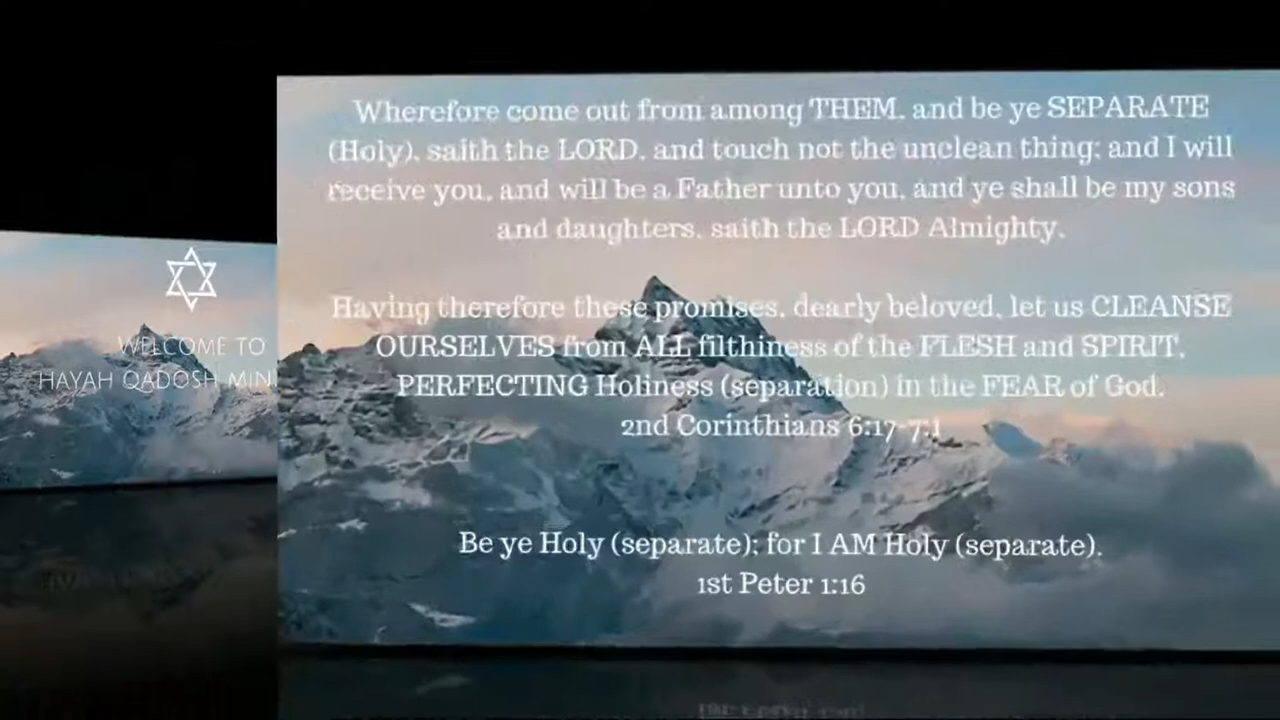 WELCOME TO
HAYAH QADOSH MIN
Wherefore come out from among THEM, and be ye SEPARATE
(Holy), saith the LORD, and touch not the unclean thing; and I will
receive you, and will be a Father unto you, and ye shall be my sons
and daughters, saith the LORD Almighty.
Having therefore these promises, dearly beloved, let us CLEANSE
OURSELVES from ALL filthiness of the FLESH and SPIRIT,
PERFECTING Holiness (separation) in the FEAR of God.
2nd Corinthians 6:17-7:1
Be ye Holy (separate); for I AM Holy (separate).
1st Peter 1:16